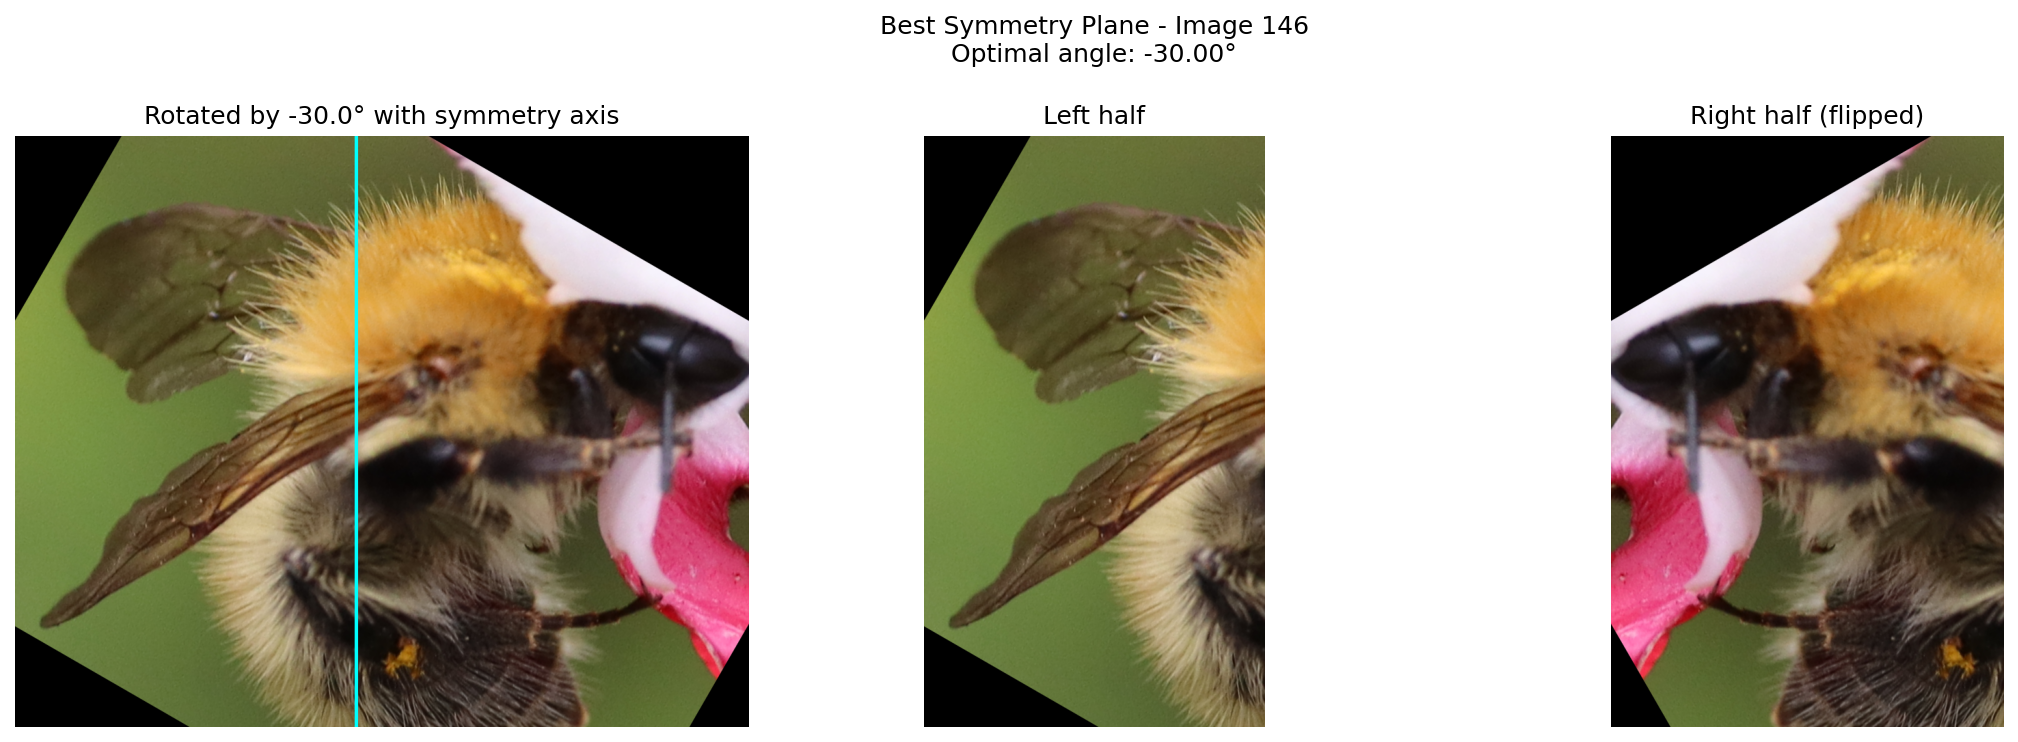 Best Symmetry Plane - Image 146
Optimal angle: -30.00°
Rotated by -30.0° with symmetry axis
Left half
Right half (flipped)